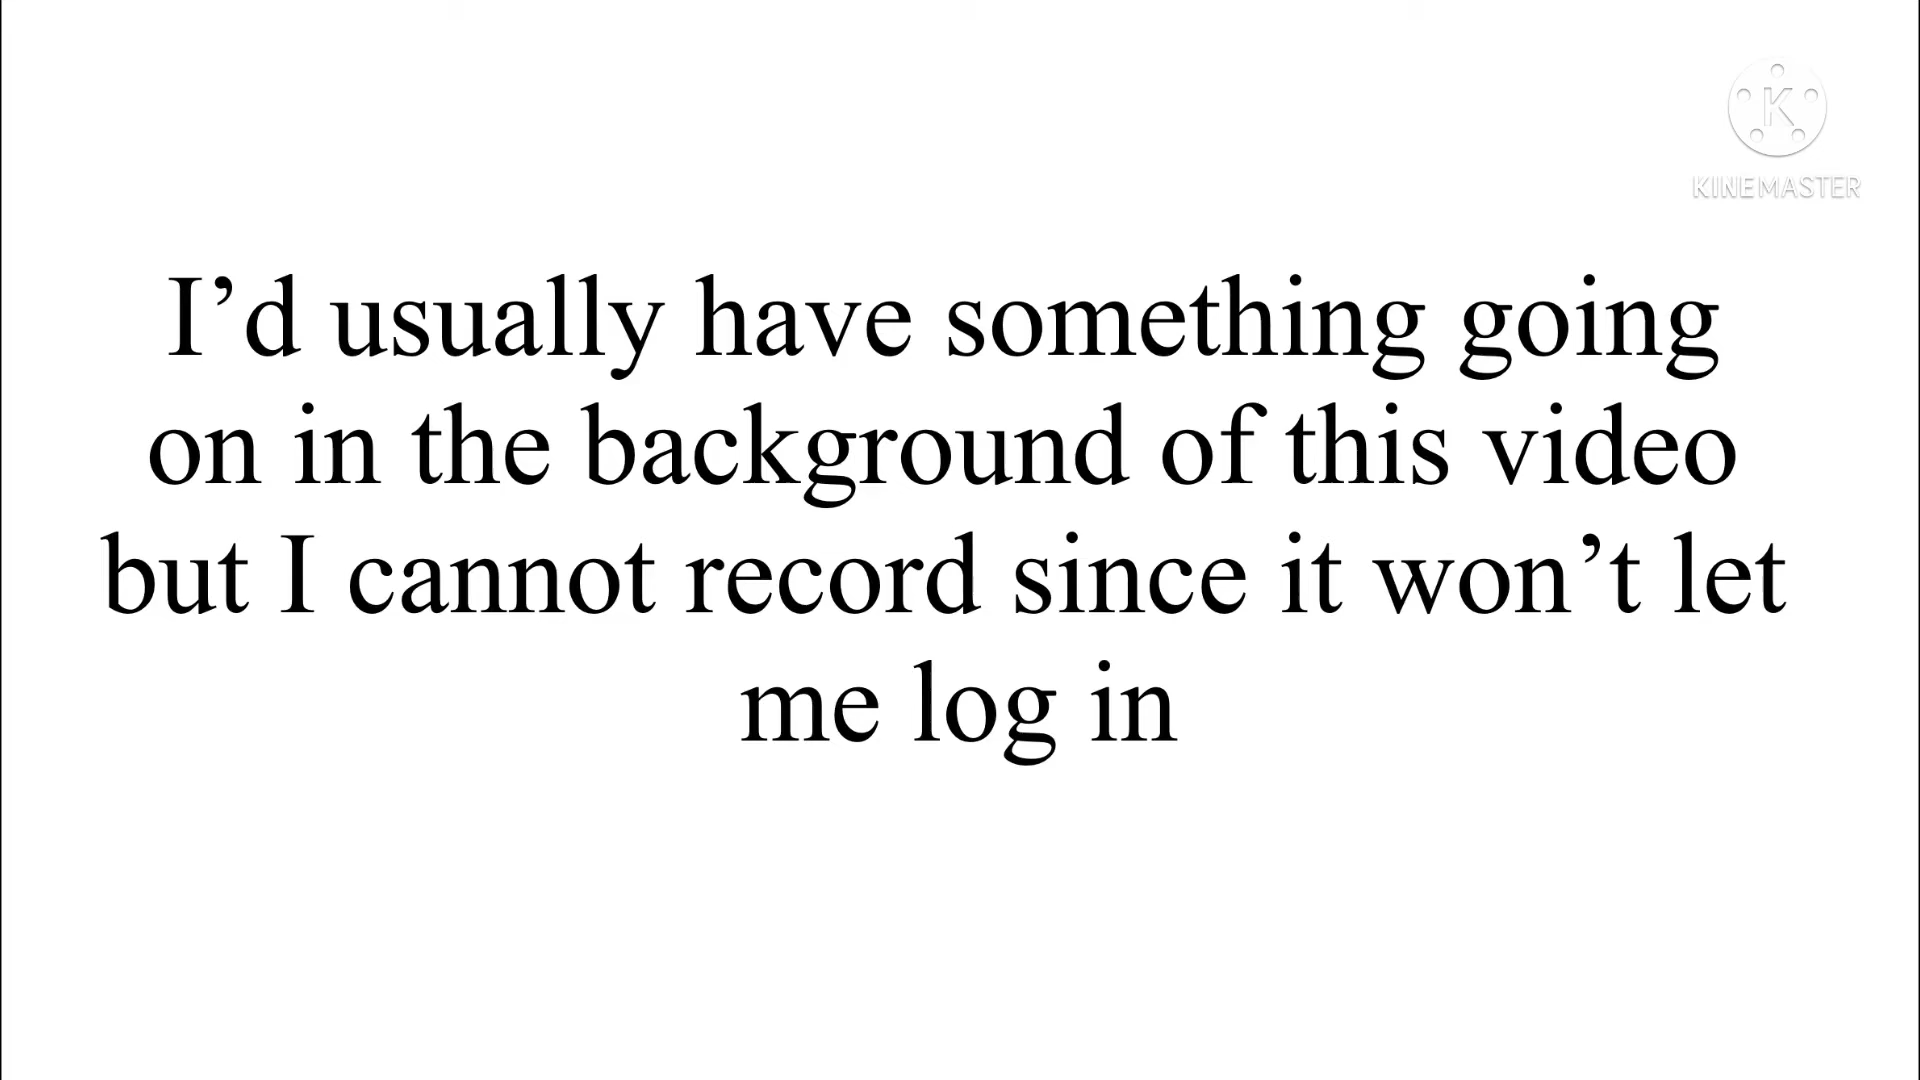 K
KINEMASTER
I’d usually have something going
on in the background of this video
but I cannot record since it won’t let
me log in